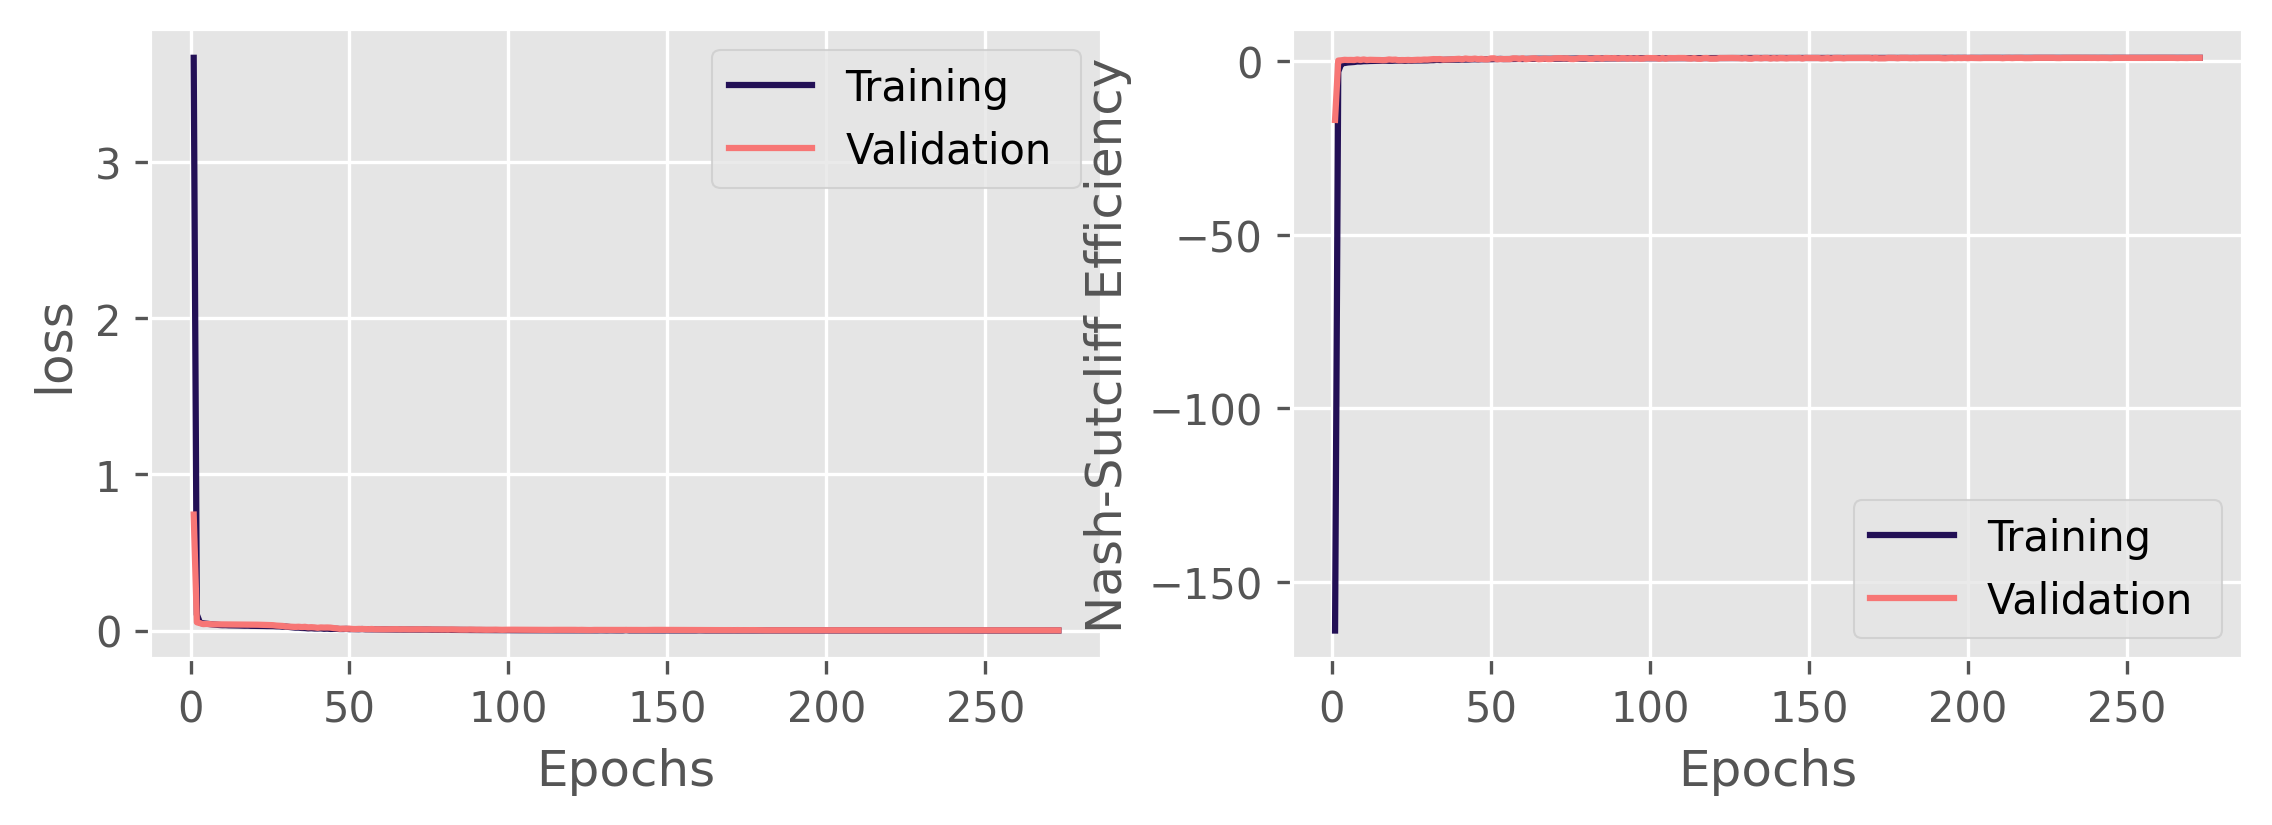 loss
3
2
1
0
0 50 100 150 200 250
Epochs
Training
Validation
Nash-Sutcliff Efficiency
0
−50
−100
−150
0 50 100 150 200 250
Epochs
Training
Validation